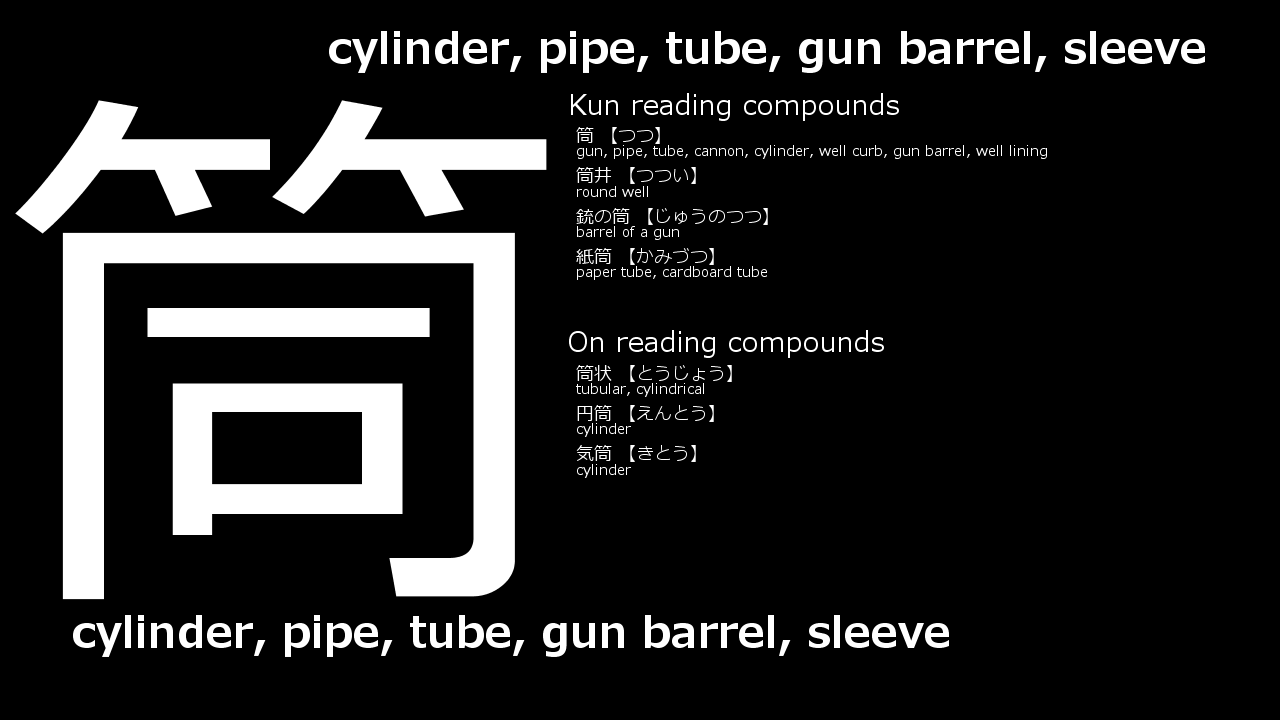 cylinder, pipe, tube, gun barrel, sleeve
筒
Kun reading compounds
筒 【つつ】
gun, pipe, tube, cannon, cylinder, well curb, gun barrel, well lining
筒井 【つつい】
round well
銃の筒 【じゅうのつつ】
barrel of a gun
紙筒 【かみづつ】
paper tube, cardboard tube
On reading compounds
筒状 【とうじょう】
tubular, cylindrical
円筒 【えんとう】
cylinder
気筒 【きとう】
cylinder
cylinder, pipe, tube, gun barrel, sleeve